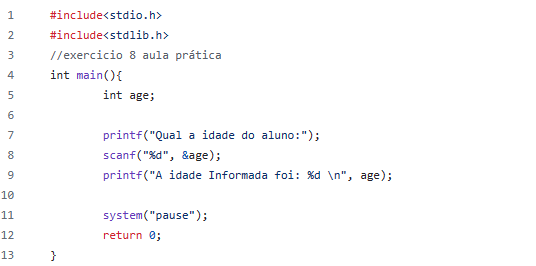 1 #include<stdio.h>
2 #include<stdlib.h>
3 //exercicio 8 aula prática
4 int main(){
5 int age;
6
7 printf("Qual a idade do aluno:");
8 scanf("%d", &age);
9 printf("A idade Informada foi: %d \n", age);
10
11 system("pause");
12 return 0;
13 }